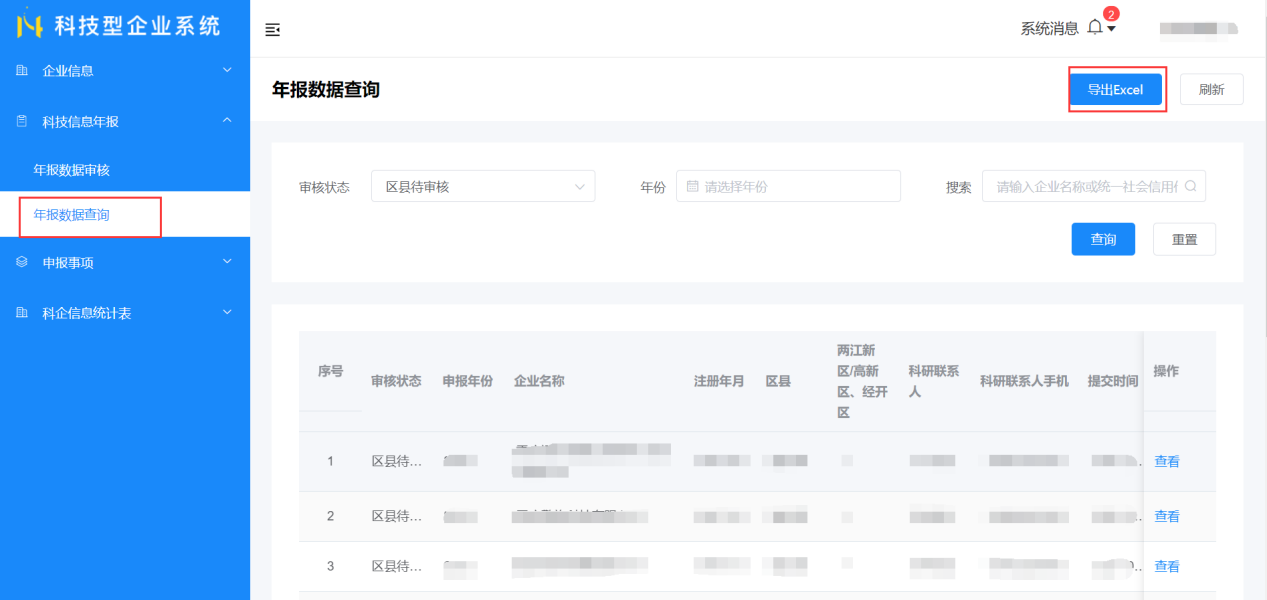 科技型企业系统
系统消息
2
企业信息
年报数据查询
导出Excel
刷新
科技信息年报
年报数据审核
年报数据查询
申报事项
科企信息统计表
审核状态
区县待审核
年份
请选择年份
搜索
请输入企业名称或统一社会信用
查询
重置
序号
审核状态
申报年份
企业名称
注册年月
区县
两江新
区/高新
区、经开
区
科研联系
人
科研联系人手机
提交时间
操作
1
区县待...
查看
2
区县待...
查看
3
区县待...
查看